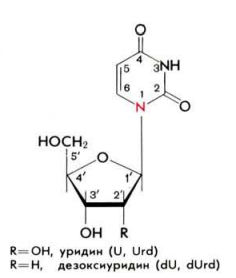 O
4
5
3
NH
6
2
1
N
O
HOCH₂
5'
O
4'
1'
3'
2'
OH
R
R=OH, уридин (U, Urd)
R=H, дезоксиуридин (dU, dUrd)